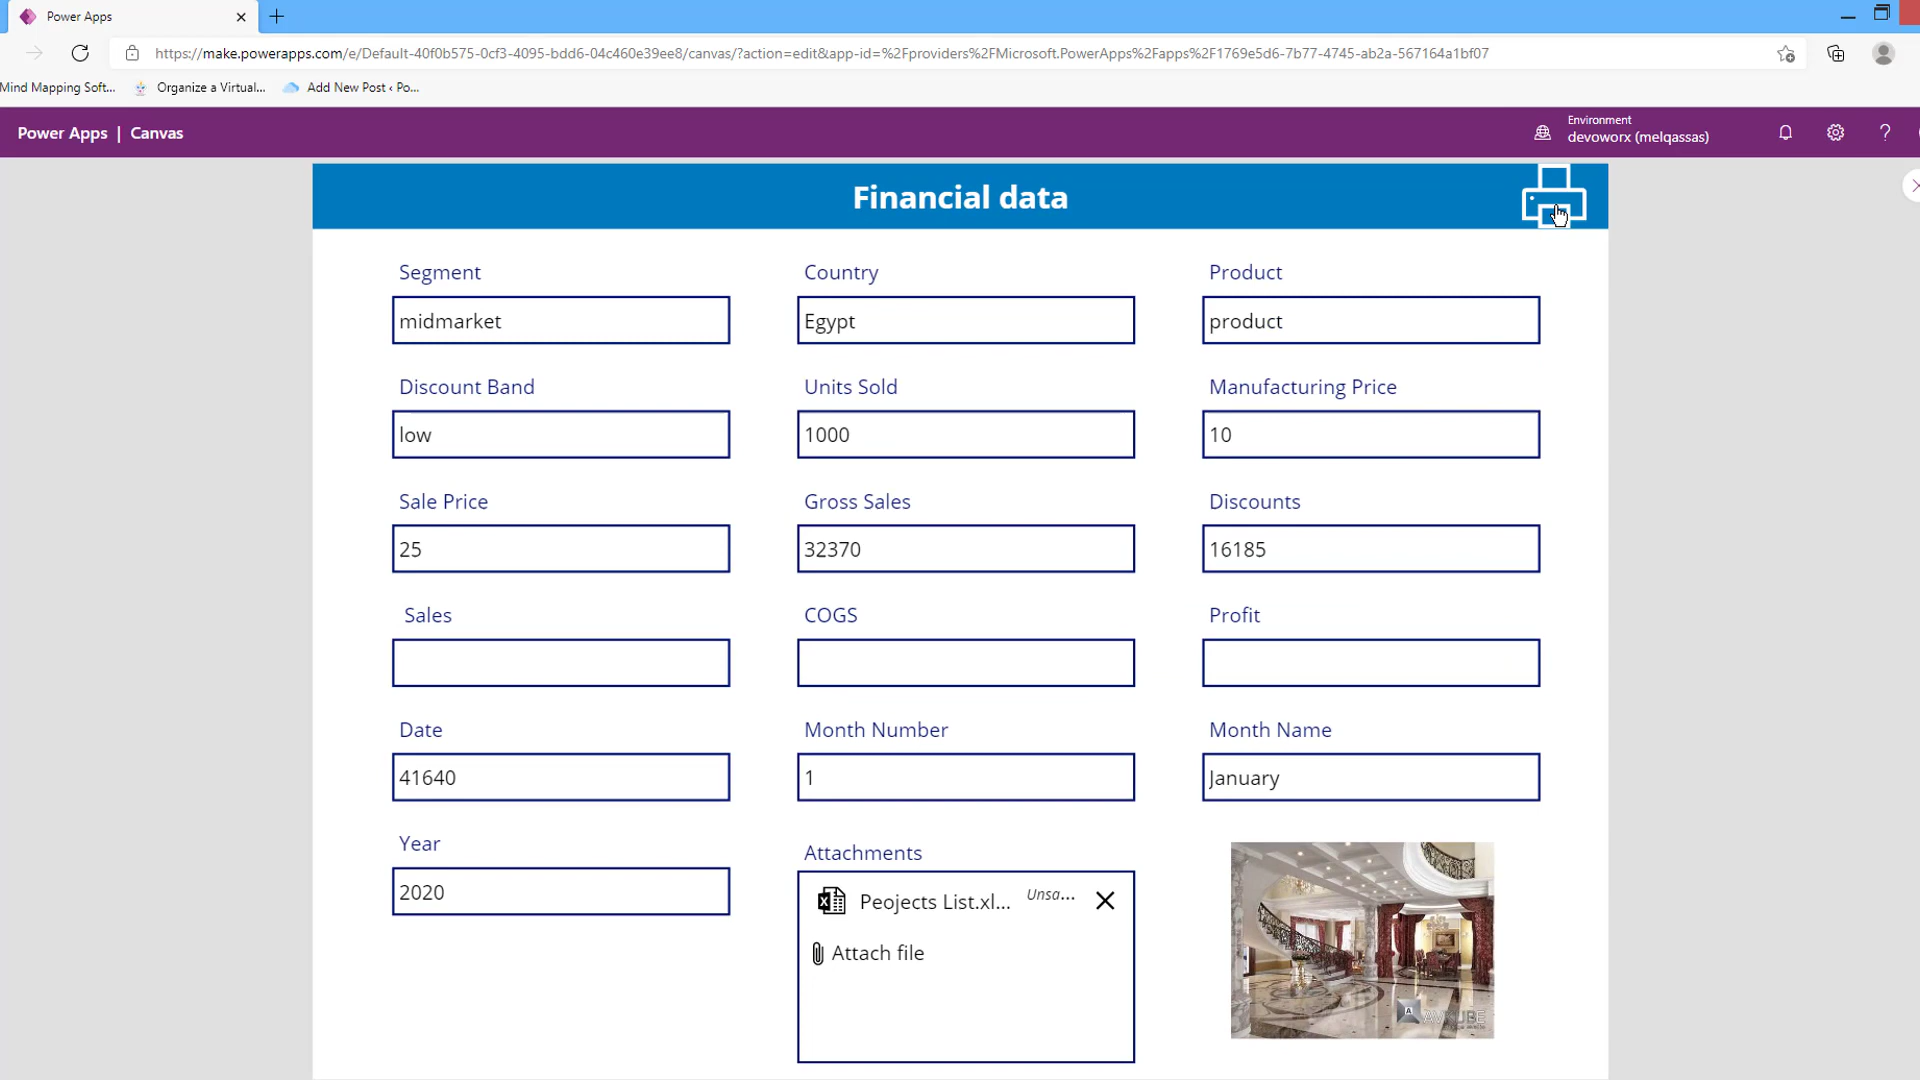 Power Apps
https://make.powerapps.com/e/Default-40f0b575-0cf3-4095-bdd6-04c460e39ee8/canvas/?action=edit&app-id=%2Fproviders%2FMicrosoft.PowerApps%2Fapps%2F1769e5d6-7b77-4745-ab2a-567164a1bf07
Mind Mapping Soft... Organize a Virtual... Add New Post ‹ Po...
Power Apps | Canvas
Environment
devoworx (melqassas)
Financial data
Segment Country Product
midmarket Egypt product
Discount Band Units Sold Manufacturing Price
low 1000 10
Sale Price Gross Sales Discounts
25 32370 16185
Sales COGS Profit
Date Month Number Month Name
41640 1 January
Year Attachments
2020 Peojects List.xl... Unsa...
Attach file